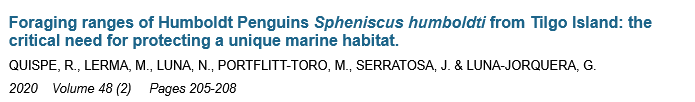 Foraging ranges of Humboldt Penguins Spheniscus humboldti from Tilgo Island: the
critical need for protecting a unique marine habitat.
QUISPE, R., LERMA, M., LUNA, N., PORTFLITT-TORO, M., SERRATOSA, J. & LUNA-JORQUERA, G.
2020 Volume 48 (2) Pages 205-208